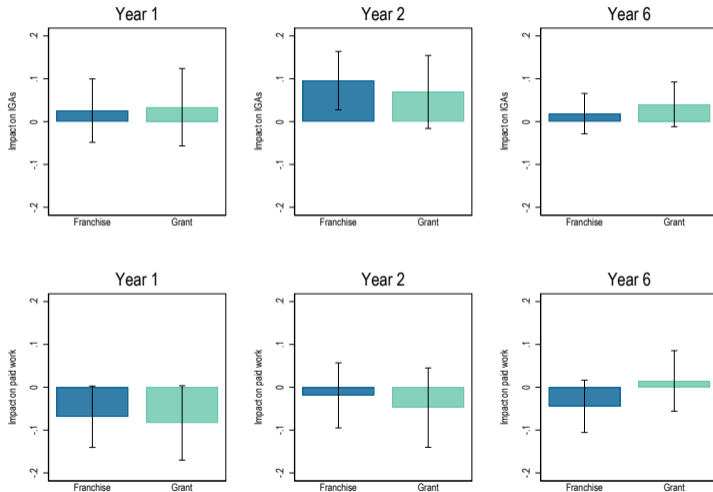 Year 1
Year 2
Year 6
Impact on IGAs
.2
.1
0
-.1
-.2
Franchise
Grant
Impact on IGAs
.2
.1
0
-.1
-.2
Franchise
Grant
Impact on IGAs
.2
.1
0
-.1
-.2
Franchise
Grant
Year 1
Year 2
Year 6
Impact on paid work
.2
.1
0
-.1
-.2
Franchise
Grant
Impact on paid work
.2
.1
0
-.1
-.2
Franchise
Grant
Impact on paid work
.2
.1
0
-.1
-.2
Franchise
Grant